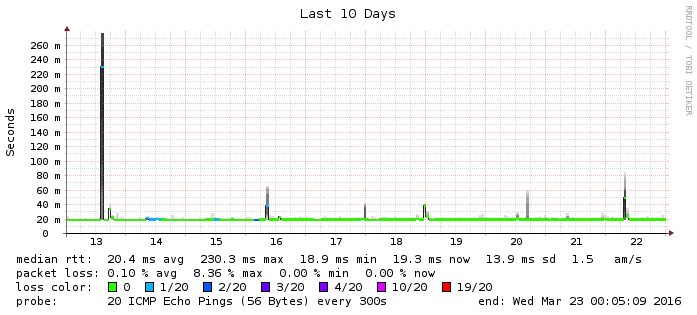 Last 10 Days
RRDTOOL / TOBI OETIKER
Seconds
260 m
240 m
220 m
200 m
180 m
160 m
140 m
120 m
100 m
80 m
60 m
40 m
20 m
0
13 14 15 16 17 18 19 20 21 22
median rtt: 20.4 ms avg 230.3 ms max 18.9 ms min 19.3 ms now 13.9 ms sd 1.5 am/s
packet loss: 0.10 % avg 8.36 % max 0.00 % min 0.00 % now
loss color: 0 1/20 2/20 3/20 4/20 10/20 19/20
probe: 20 ICMP Echo Pings (56 Bytes) every 300s end: Wed Mar 23 00:05:09 2016